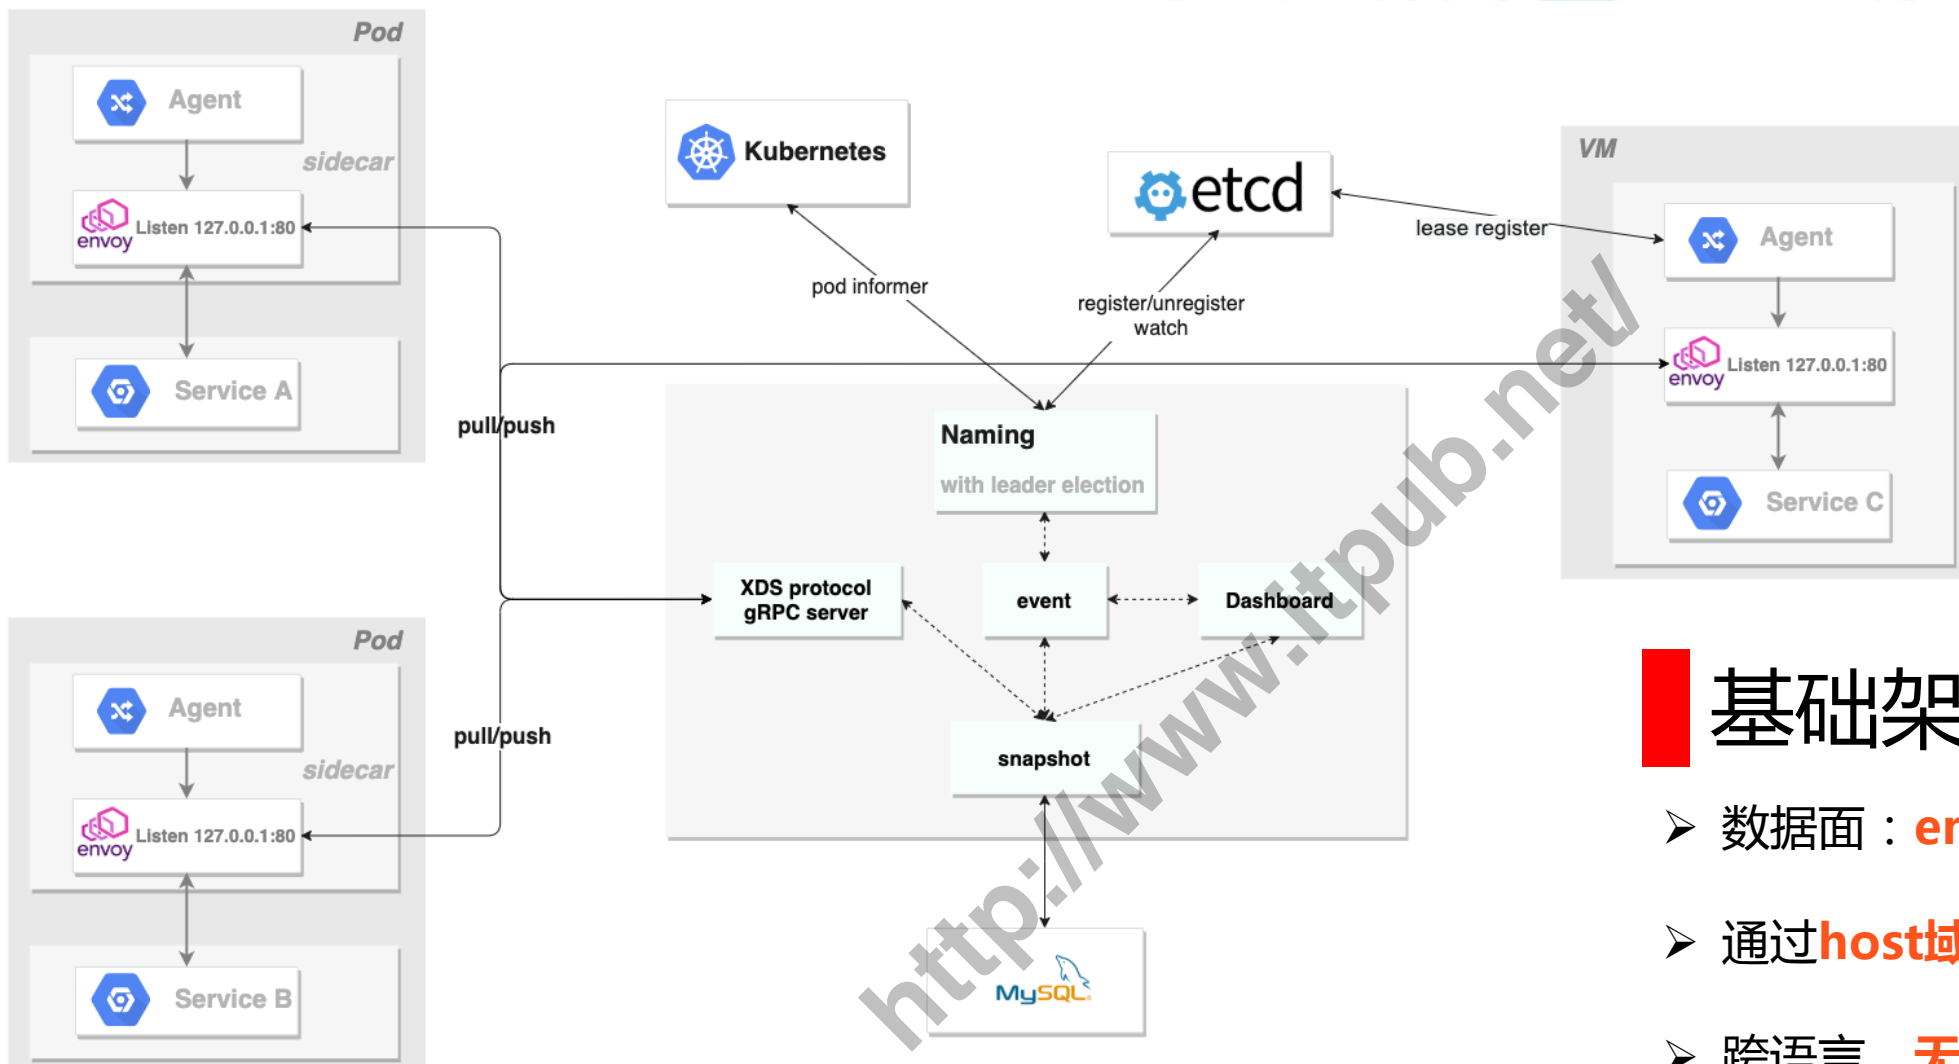 Pod
Agent
sidecar
envoy
Listen 127.0.0.1:80
Service A
Kubernetes
etcd
VM
lease register
Agent
pod informer
register/unregister
watch
envoy
Listen 127.0.0.1:80
Service C
pull/push
Naming
with leader election
XDS protocol
gRPC server
event
Dashboard
snapshot
MySQL
Pod
Agent
sidecar
pull/push
envoy
Listen 127.0.0.1:80
Service B
基础架
数据面：
通过host域
跨语言
http://www.itpub.net/